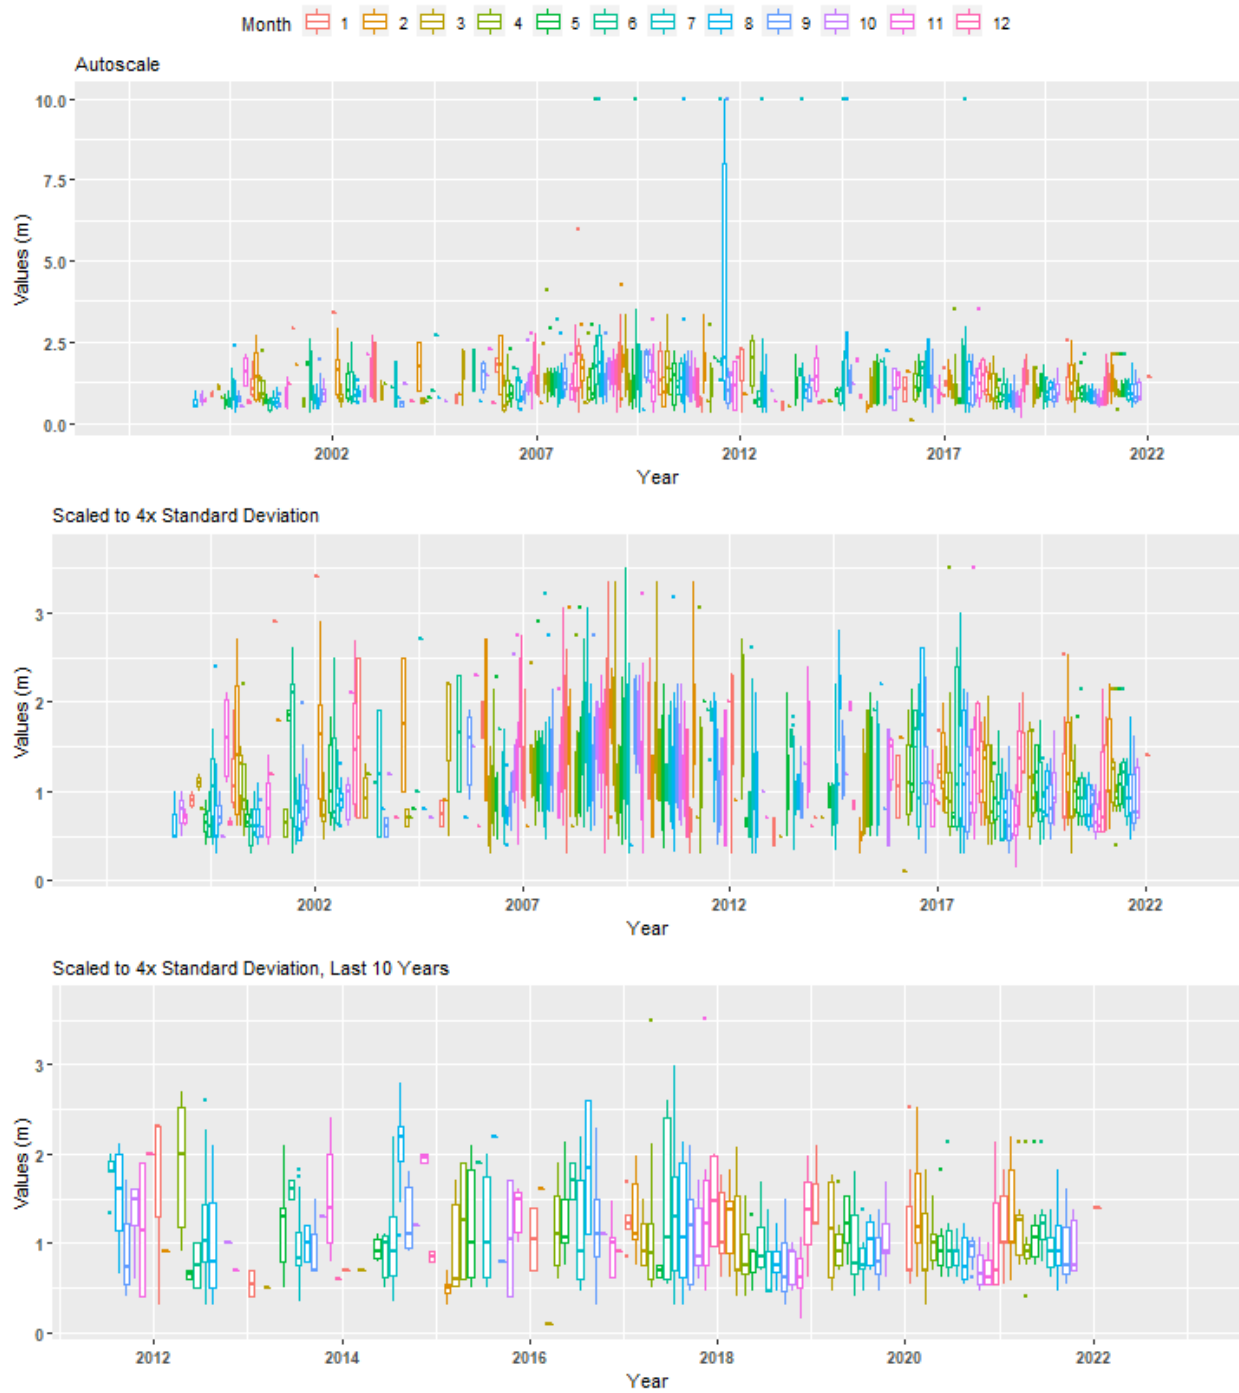 Month 1 2 3 4 5 6 7 8 9 10 11 12
Autoscale
10.0
7.5
5.0
2.5
0.0
Values (m)
2002 2007 2012 2017 2022
Year
Scaled to 4x Standard Deviation
3
2
1
0
Values (m)
2002 2007 2012 2017 2022
Year
Scaled to 4x Standard Deviation, Last 10 Years
3
2
1
0
Values (m)
2012 2014 2016 2018 2020 2022
Year